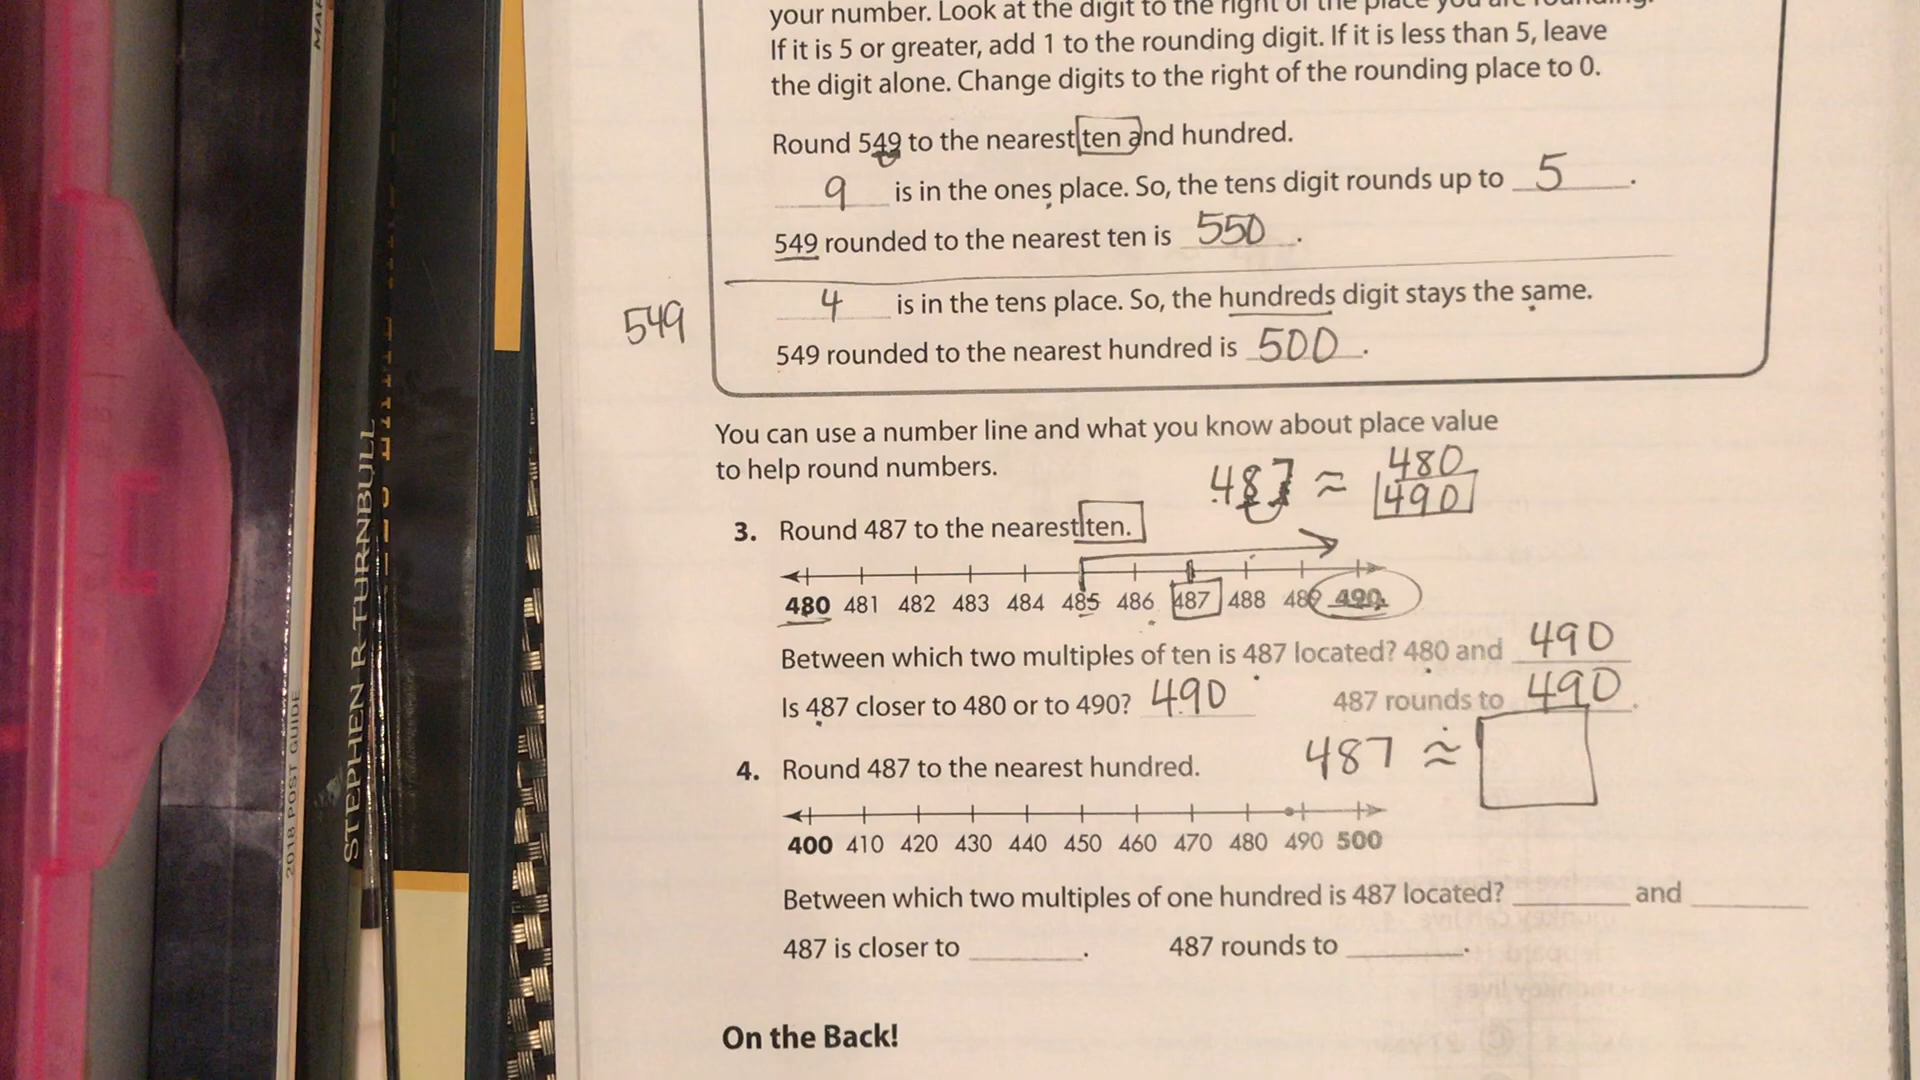 your number. Look at the digit to the right of the place you are rounding.
If it is 5 or greater, add 1 to the rounding digit. If it is less than 5, leave
the digit alone. Change digits to the right of the rounding place to 0.
Round 549 to the nearest ten and hundred.
9 is in the ones place. So, the tens digit rounds up to 5.
549 rounded to the nearest ten is 550.
4 is in the tens place. So, the hundreds digit stays the same.
549
549 rounded to the nearest hundred is 500.
You can use a number line and what you know about place value
to help round numbers.
487 ≈ 480
490
3. Round 487 to the nearest ten.
480 481 482 483 484 485 486 487 488 489 490
Between which two multiples of ten is 487 located? 480 and 490
Is 487 closer to 480 or to 490? 490 487 rounds to 490.
4. Round 487 to the nearest hundred. 487 ≈
400 410 420 430 440 450 460 470 480 490 500
Between which two multiples of one hundred is 487 located? ______ and ______
487 is closer to ______. 487 rounds to ______.
On the Back!
STEPHEN R. TURNBULL
2018 POST GUIDE